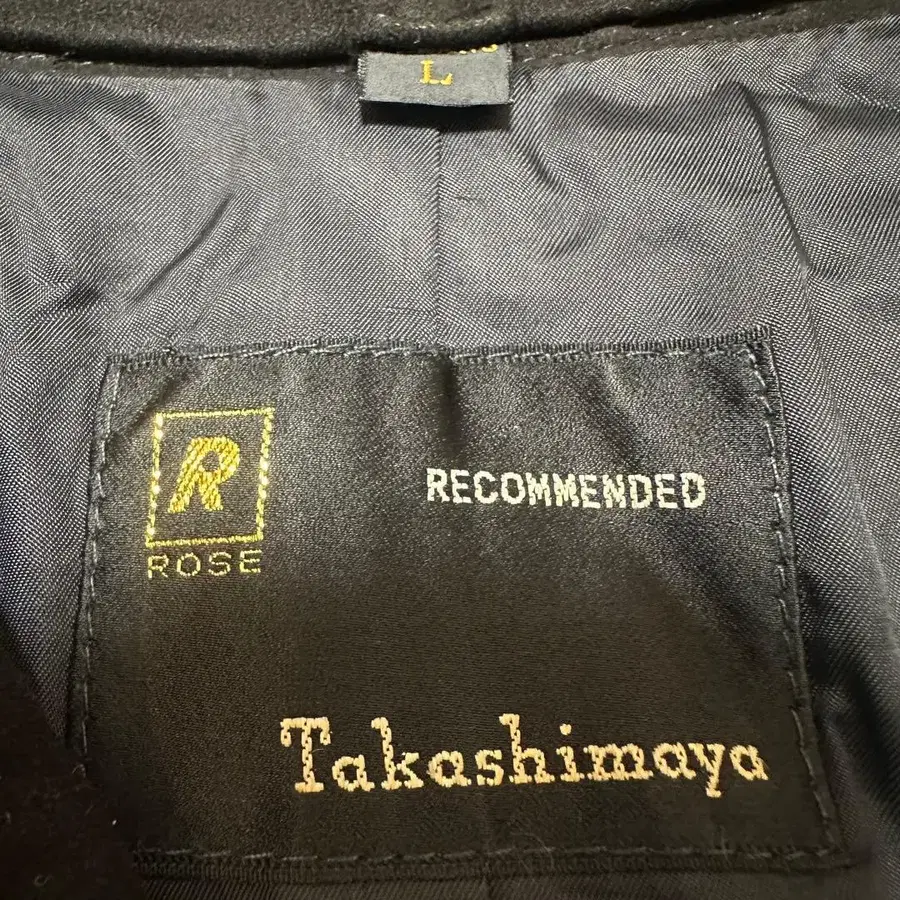 L
R
ROSE
RECOMMENDED
Takashimaya